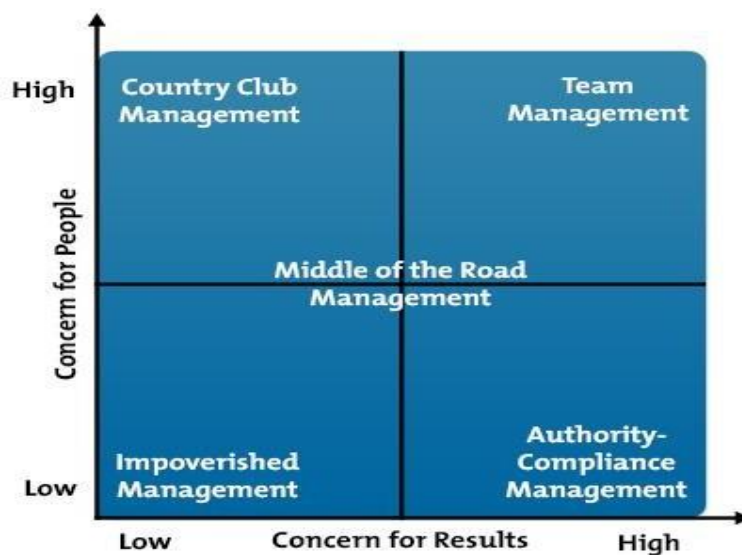 High
Country Club
Management
Team
Management
Concern for People
Middle of the Road
Management
Impoverished
Management
Authority-
Compliance
Management
Low
Low
Concern for Results
High